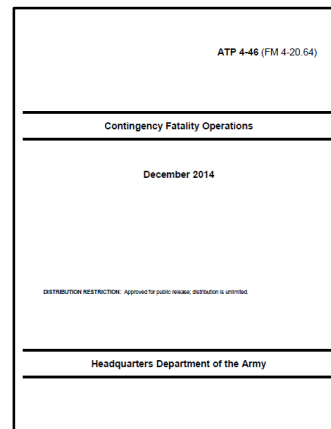 ATP 4-46 (FM 4-20.64)
Contingency Fatality Operations
December 2014
DISTRIBUTION RESTRICTION: Approved for public release; distribution is unlimited.
Headquarters Department of the Army